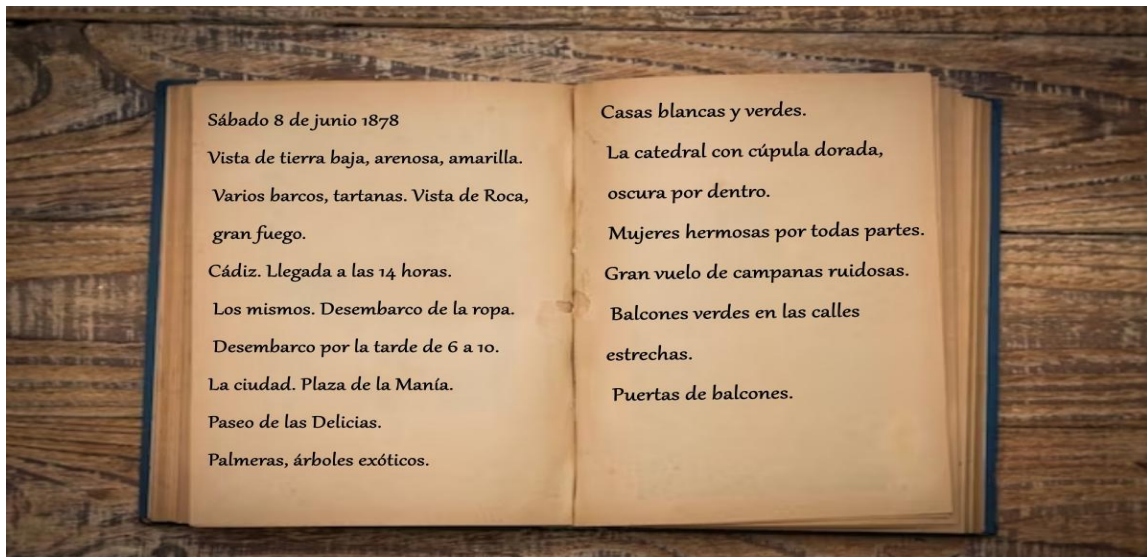 Sábado 8 de junio 1878
Vista de tierra baja, arenosa, amarilla.
Varios barcos, tartanas. Vista de Roca,
gran fuego.
Cádiz. Llegada a las 14 horas.
Los mismos. Desembarco de la ropa.
Desembarco por la tarde de 6 a 10.
La ciudad. Plaza de la Manía.
Paseo de las Delicias.
Palmeras, árboles exóticos.
Casas blancas y verdes.
La catedral con cúpula dorada,
oscura por dentro.
Mujeres hermosas por todas partes.
Gran vuelo de campanas ruidosas.
Balcones verdes en las calles
estrechas.
Puertas de balcones.